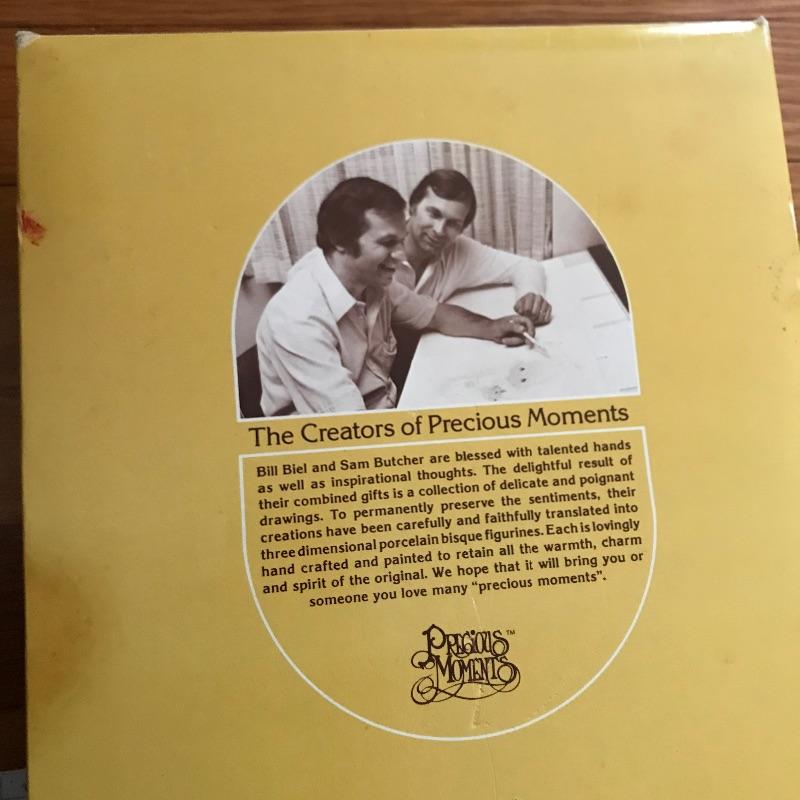 The Creators of Precious Moments
Bill Biel and Sam Butcher are blessed with talented hands
as well as inspirational thoughts. The delightful result of
their combined gifts is a collection of delicate and poignant
drawings. To permanently preserve the sentiments, their
creations have been carefully and faithfully translated into
three dimensional porcelain bisque figurines. Each is lovingly
hand crafted and painted to retain all the warmth, charm
and spirit of the original. We hope that it will bring you or
someone you love many “precious moments”.
PRECIOUS™
MOMENTS